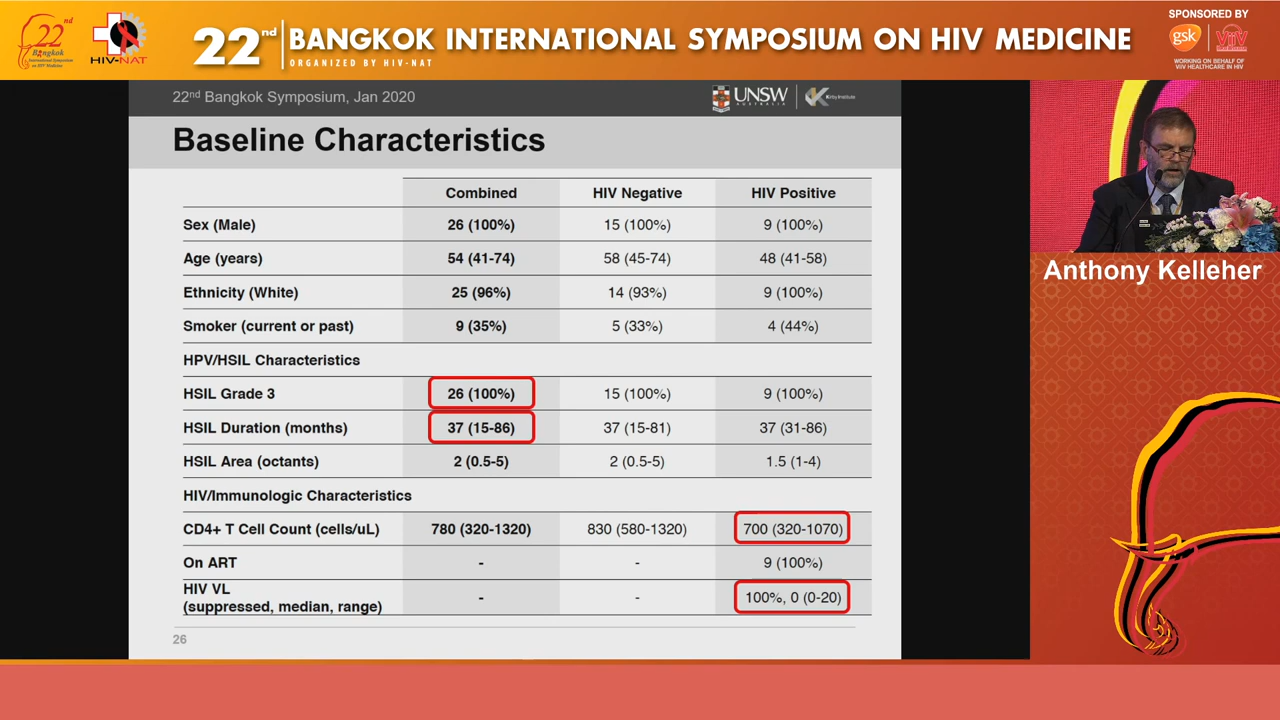 22nd
Bangkok
International Symposium
on HIV Medicine
HIV-NAT
22nd BANGKOK INTERNATIONAL SYMPOSIUM ON HIV MEDICINE
ORGANIZED BY HIV-NAT
SPONSORED BY
gsk
ViiV
WORKING ON BEHALF OF
VIIV HEALTHCARE IN HIV
22nd Bangkok Symposium, Jan 2020
UNSW
AUSTRALIA
Kirby Institute
Baseline Characteristics
Combined HIV Negative HIV Positive
Sex (Male) 26 (100%) 15 (100%) 9 (100%)
Age (years) 54 (41-74) 58 (45-74) 48 (41-58)
Ethnicity (White) 25 (96%) 14 (93%) 9 (100%)
Smoker (current or past) 9 (35%) 5 (33%) 4 (44%)
HPV/HSIL Characteristics
HSIL Grade 3 26 (100%) 15 (100%) 9 (100%)
HSIL Duration (months) 37 (15-86) 37 (15-81) 37 (31-86)
HSIL Area (octants) 2 (0.5-5) 2 (0.5-5) 1.5 (1-4)
HIV/Immunologic Characteristics
CD4+ T Cell Count (cells/uL) 780 (320-1320) 830 (580-1320) 700 (320-1070)
On ART - - 9 (100%)
HIV VL
(suppressed, median, range) - - 100%, 0 (0-20)
26
Anthony Kelleher